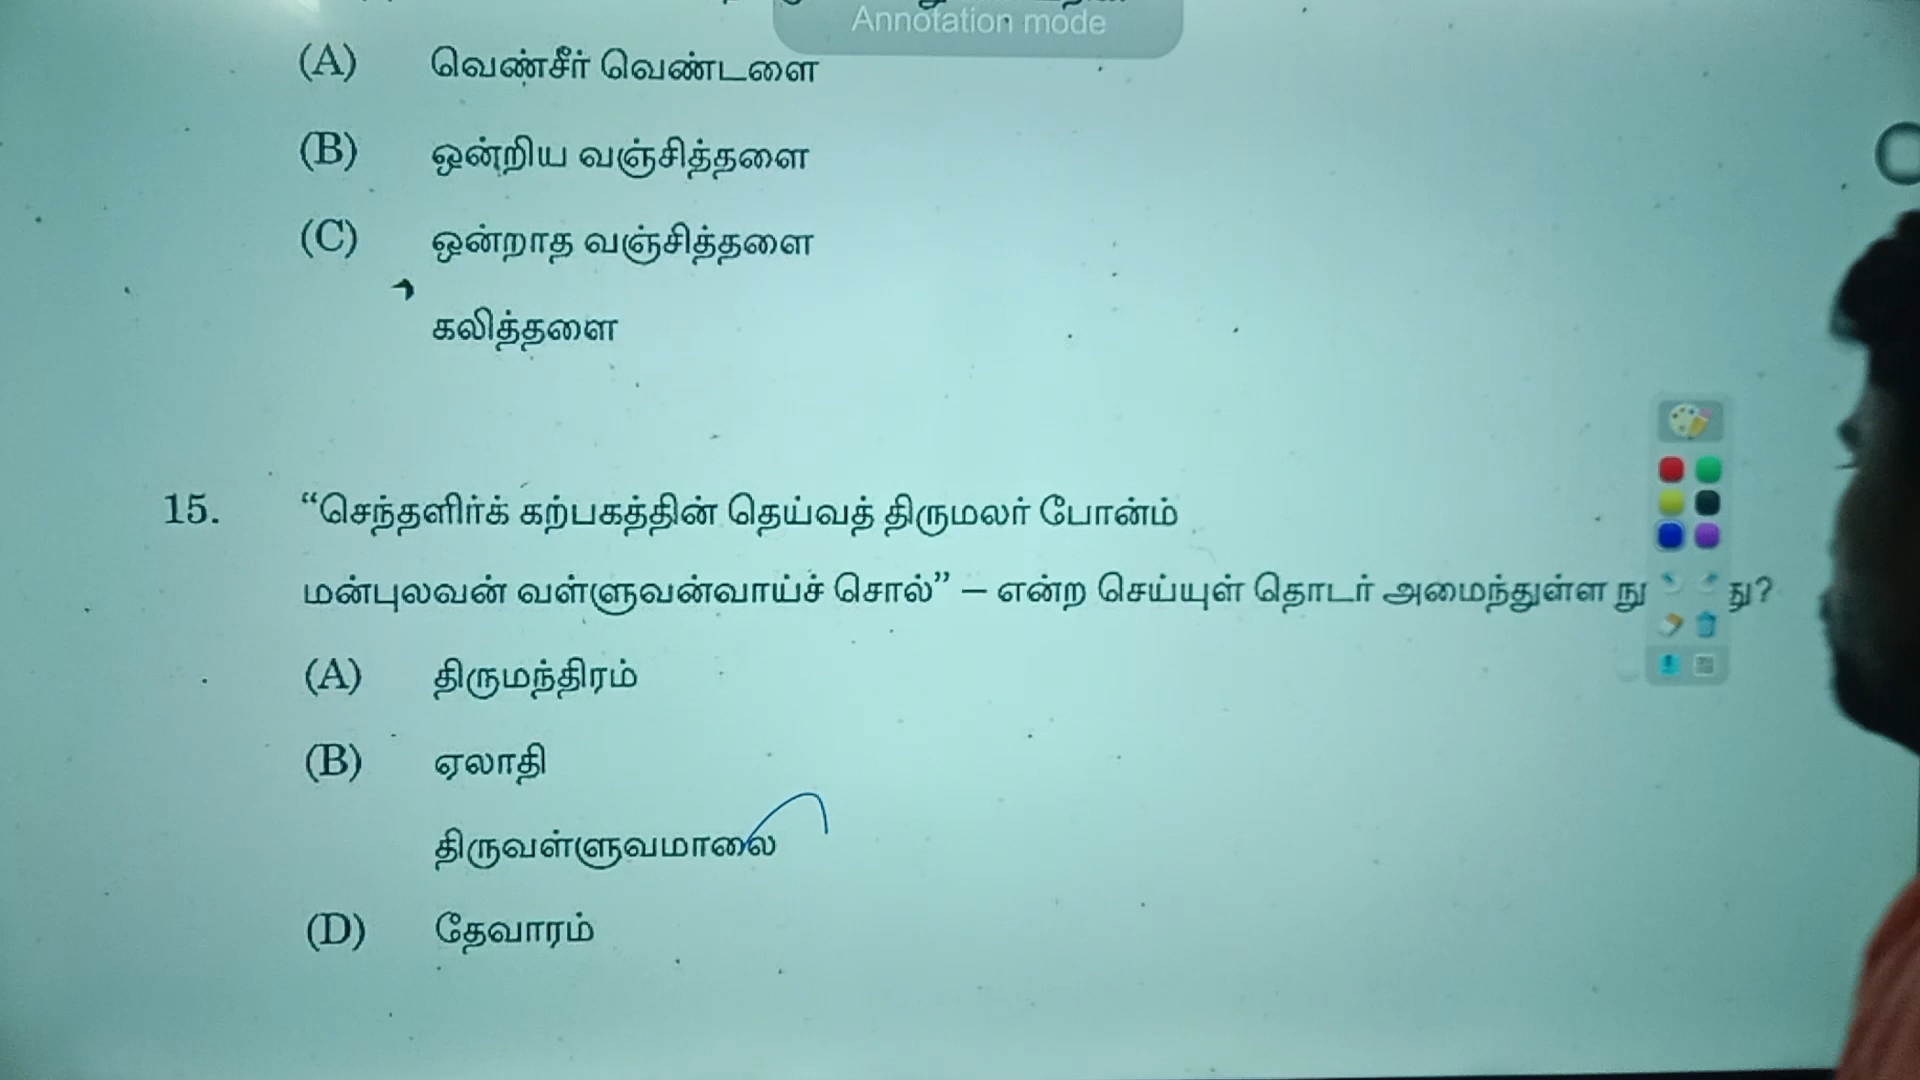 Annotation mode
(A) வெண்சீர் வெண்டளை
(B) ஒன்றிய வஞ்சித்தளை
(C) ஒன்றாத வஞ்சித்தளை
கலித்தளை
15. “செந்தளிர்க் கற்பகத்தின் தெய்வத் திருமலர் போன்ம்
மன்புலவன் வள்ளுவன்வாய்ச் சொல்” – என்ற செய்யுள் தொடர் அமைந்துள்ள
(A) திருமந்திரம்
(B) ஏலாதி
திருவள்ளுவமாலை
(D) தேவாரம்